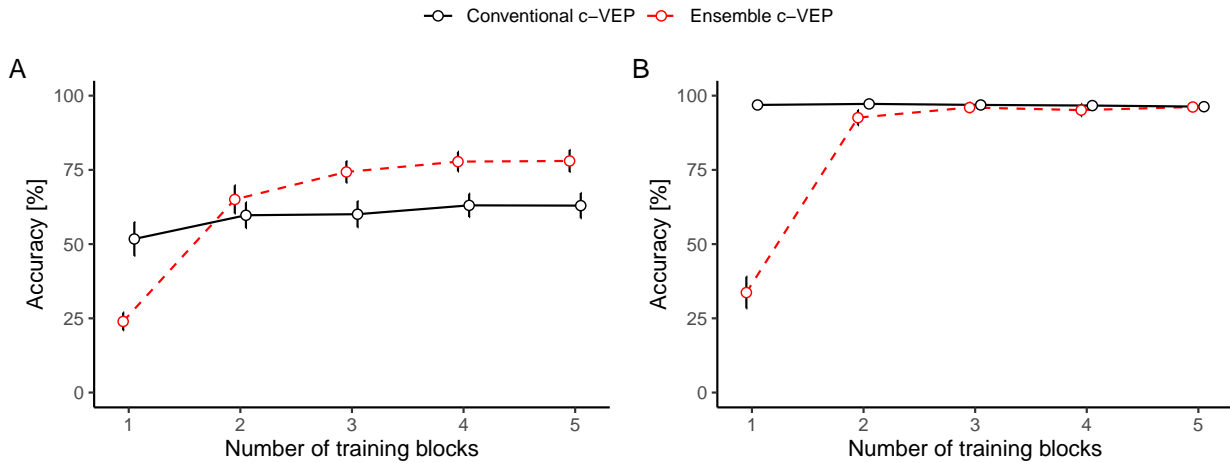 Conventional c−VEP Ensemble c−VEP
A
100
75
50
25
0
Accuracy [%]
1 2 3 4 5
Number of training blocks
B
100
75
50
25
0
Accuracy [%]
1 2 3 4 5
Number of training blocks